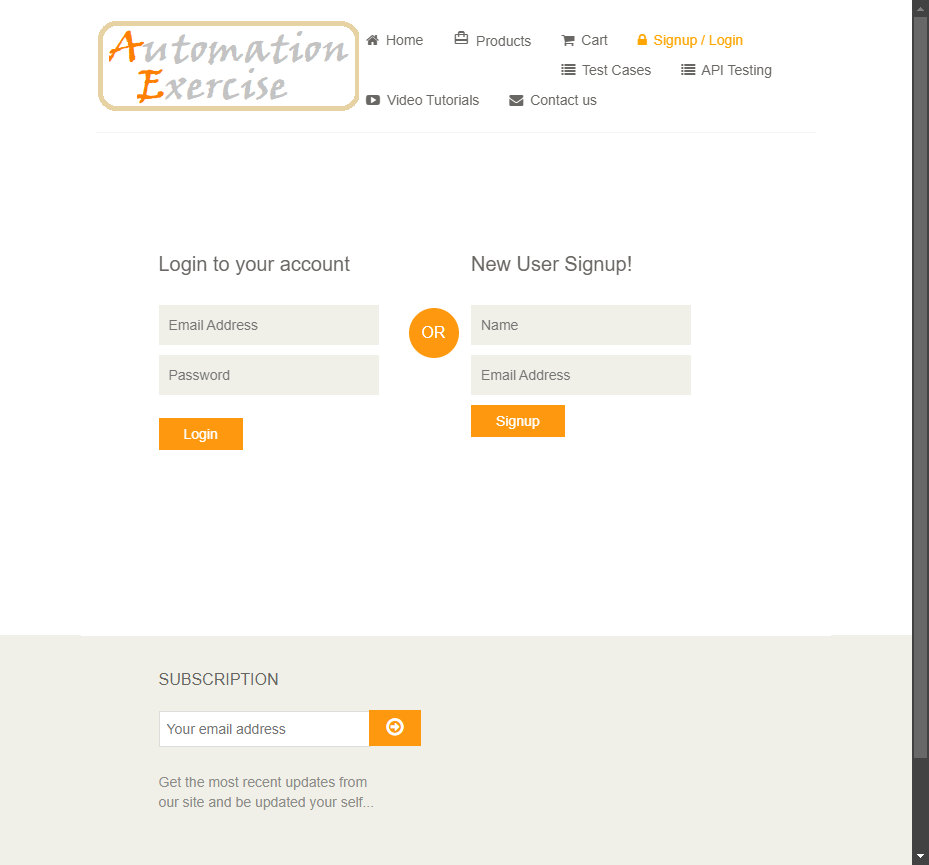 Automation
Exercise
Home Products Cart Signup / Login
Test Cases API Testing
Video Tutorials Contact us
Login to your account
Email Address
Password
Login
OR
New User Signup!
Name
Email Address
Signup
SUBSCRIPTION
Your email address
Get the most recent updates from
our site and be updated your self...